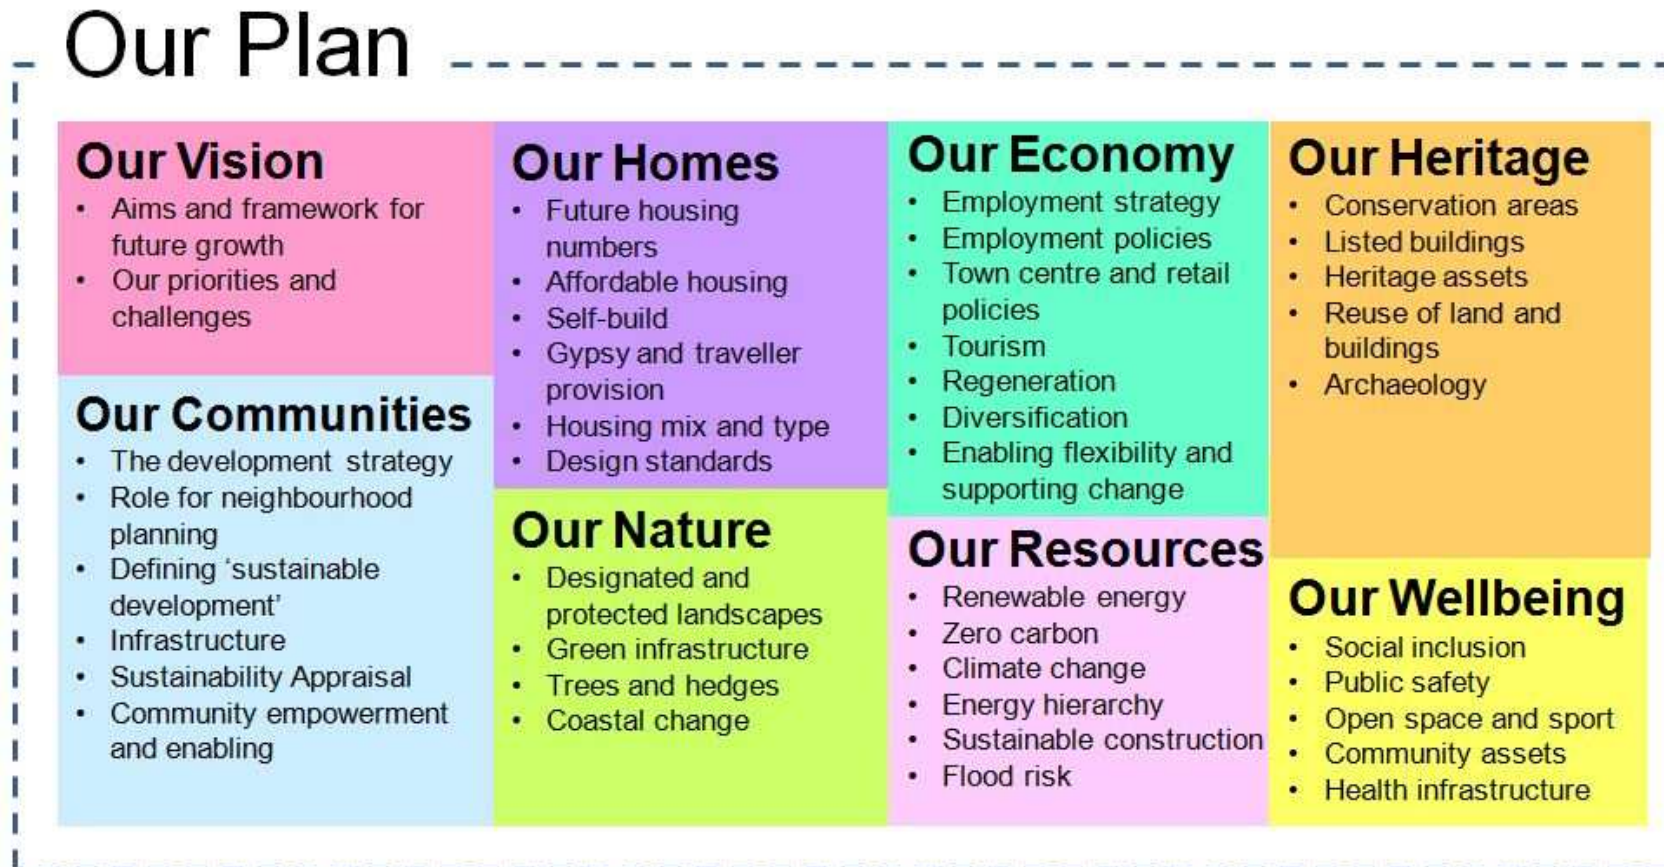 Our Plan
Our Vision
• Aims and framework for
future growth
• Our priorities and
challenges
Our Communities
• The development strategy
• Role for neighbourhood
planning
• Defining ‘sustainable
development’
• Infrastructure
• Sustainability Appraisal
• Community empowerment
and enabling
Our Homes
• Future housing
numbers
• Affordable housing
• Self-build
• Gypsy and traveller
provision
• Housing mix and type
• Design standards
Our Nature
• Designated and
protected landscapes
• Green infrastructure
• Trees and hedges
• Coastal change
Our Economy
• Employment strategy
• Employment policies
• Town centre and retail
policies
• Tourism
• Regeneration
• Diversification
• Enabling flexibility and
supporting change
Our Resources
• Renewable energy
• Zero carbon
• Climate change
• Energy hierarchy
• Sustainable construction
• Flood risk
Our Heritage
• Conservation areas
• Listed buildings
• Heritage assets
• Reuse of land and
buildings
• Archaeology
Our Wellbeing
• Social inclusion
• Public safety
• Open space and sport
• Community assets
• Health infrastructure